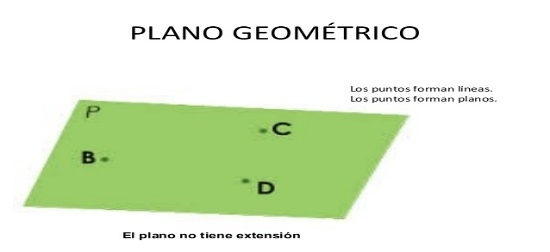 PLANO GEOMÉTRICO
Los puntos forman líneas.
Los puntos forman planos.
P
C
B
D
El plano no tiene extensión